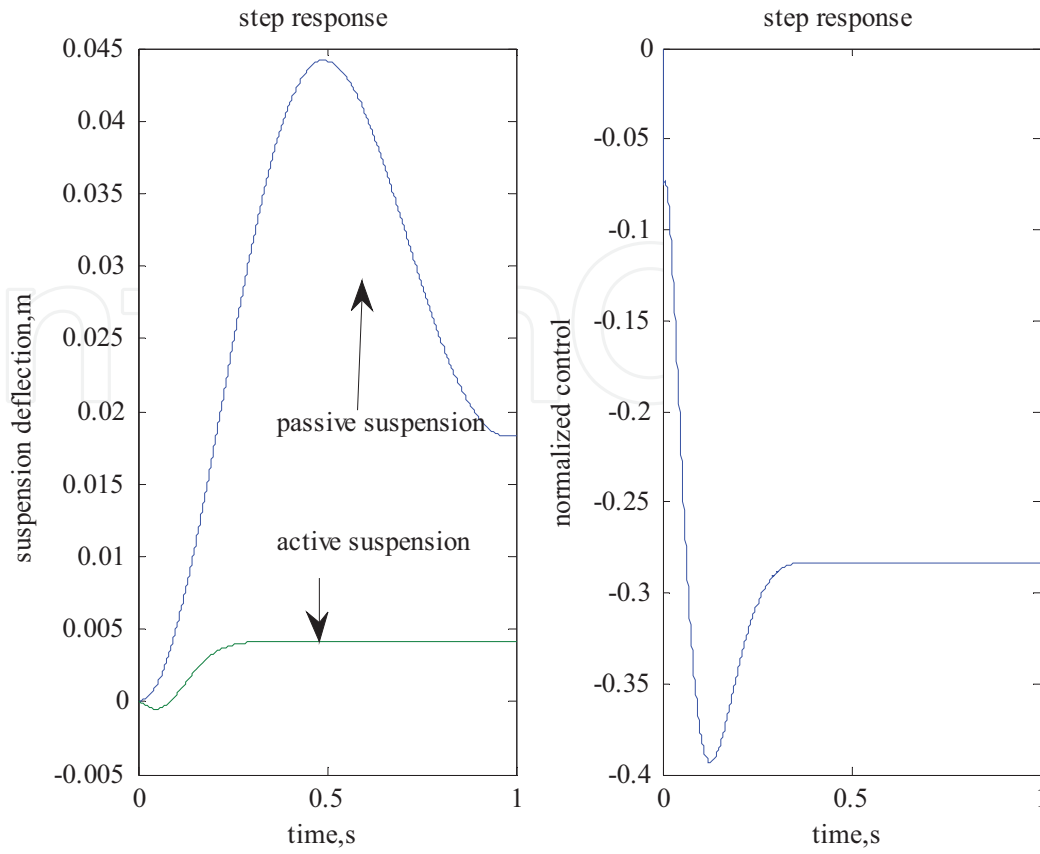 step response
0.045
0.04
0.035
0.03
0.025
0.02
0.015
0.01
0.005
0
-0.005
suspension deflection,m
passive suspension
active suspension
0 0.5 1
time,s
step response
0
-0.05
-0.1
-0.15
-0.2
-0.25
-0.3
-0.35
-0.4
normalized control
0 0.5 1
time,s